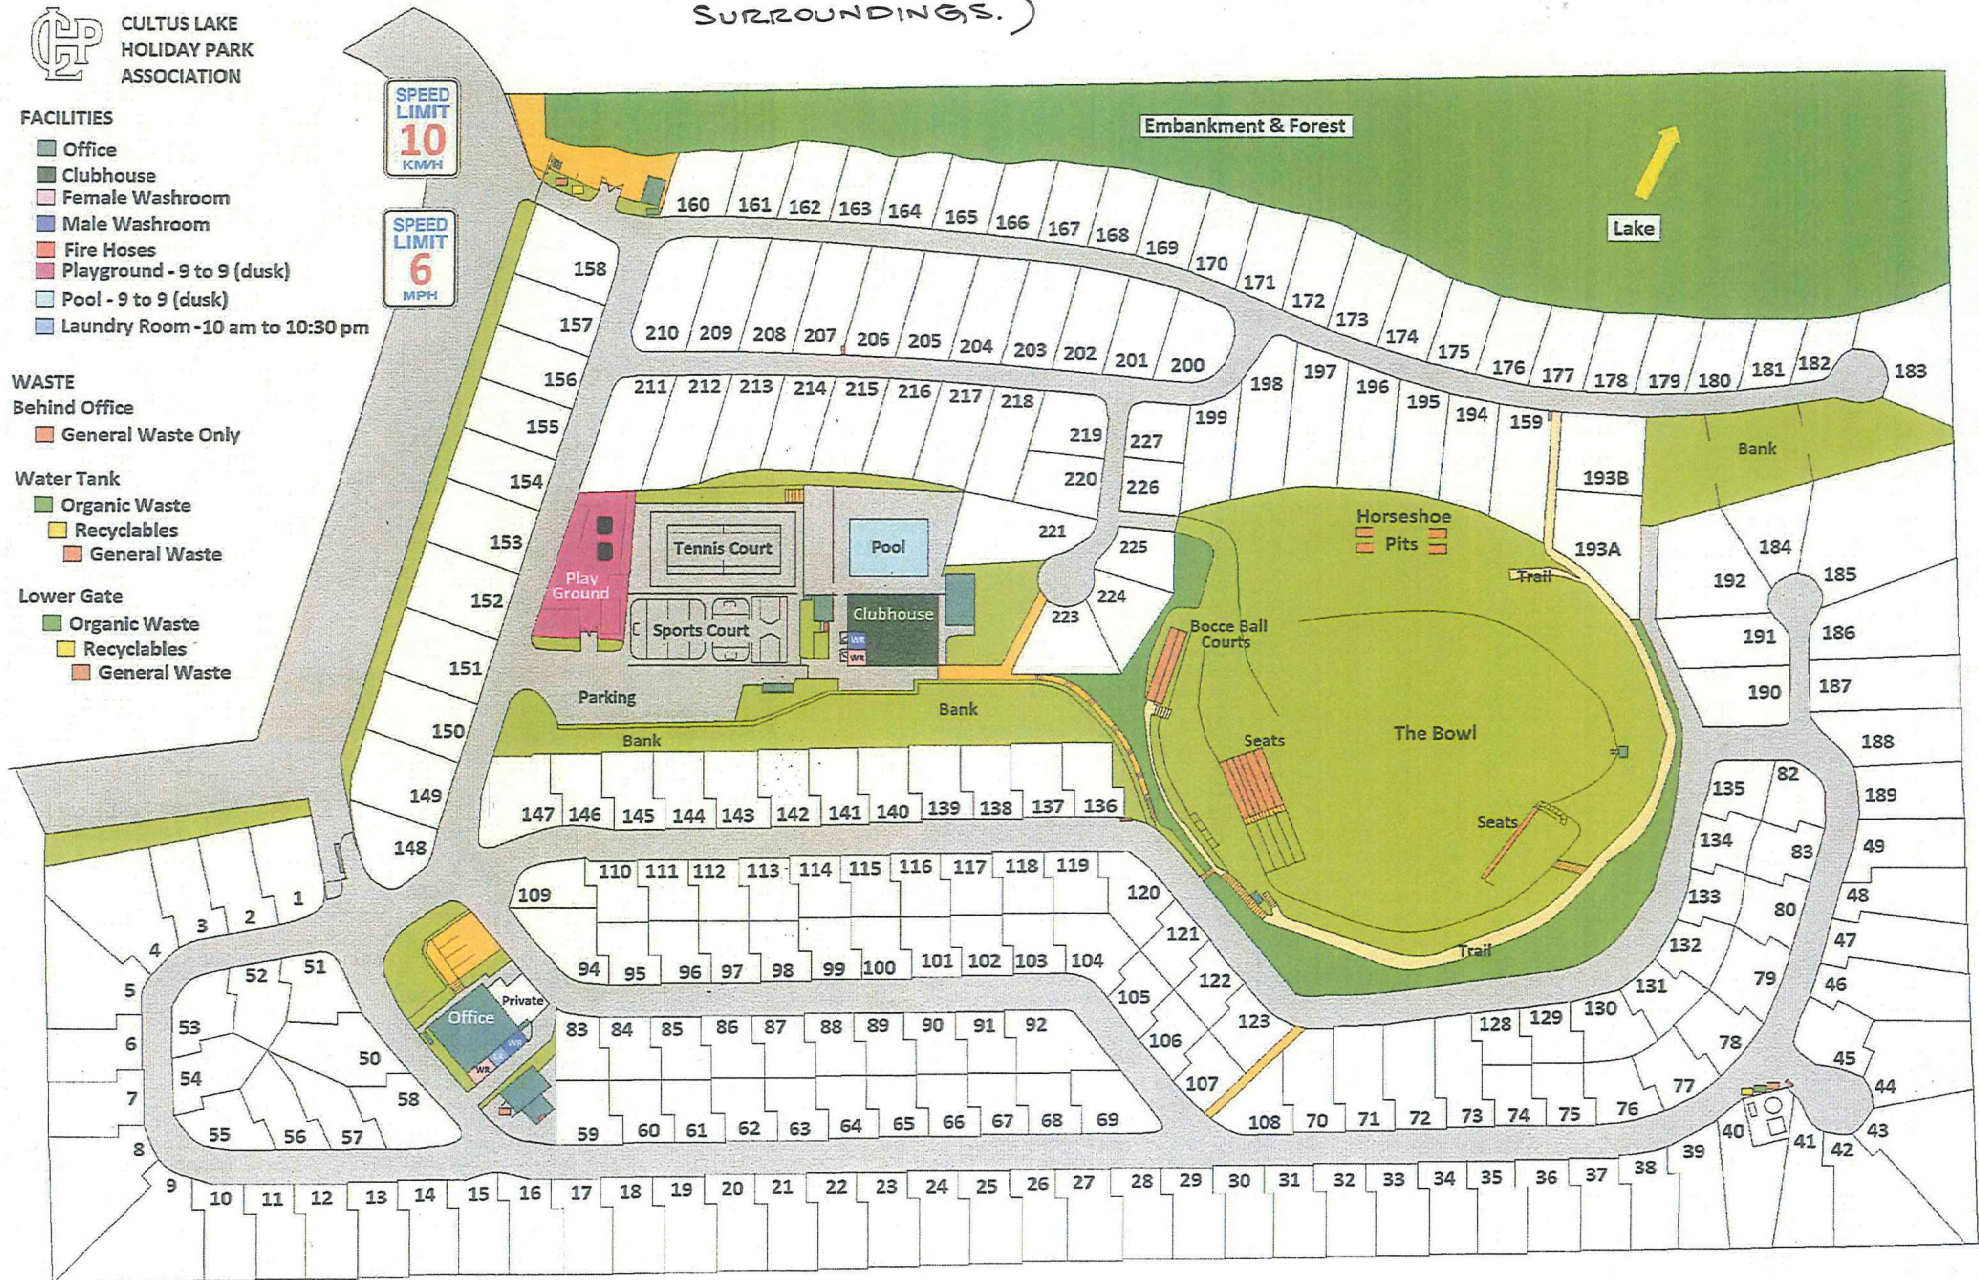 SURROUNDINGS.)
CLHP
CULTUS LAKE
HOLIDAY PARK
ASSOCIATION
FACILITIES
Office
Clubhouse
Female Washroom
Male Washroom
Fire Hoses
Playground - 9 to 9 (dusk)
Pool - 9 to 9 (dusk)
Laundry Room -10 am to 10:30 pm
WASTE
Behind Office
General Waste Only
Water Tank
Organic Waste
Recyclables
General Waste
Lower Gate
Organic Waste
Recyclables
General Waste
SPEED
LIMIT
10
KM/H
SPEED
LIMIT
6
MPH
Embankment & Forest
Lake
160 161 162 163 164 165 166 167 168 169 170 171 172 173 174 175 176 177 178 179 180 181 182 183
158
157
156
155
154
153
152
151
150
149
148
210 209 208 207 206 205 204 203 202 201 200
211 212 213 214 215 216 217 218
219
220
221
227
226
225
224
223
199 198 197 196 195 194 159
193B
193A
Bank
184
185
186
187
188
189
192
191
190
Play
Ground
Tennis Court
Sports Court
Pool
Clubhouse
WR
WR
Parking
Bank
Bank
Horseshoe
Pits
Trail
Bocce Ball
Courts
Seats
The Bowl
Seats
Trail
147 146 145 144 143 142 141 140 139 138 137 136
135
134
133
132
131
130
129
128
82
83
80
79
78
77
49
48
47
46
45
44
43
42
41
40
109
110 111 112 113 114 115 116 117 118 119
120
121
122
123
94 95 96 97 98 99 100 101 102 103 104
105
106
107
1
2
3
4
5
6
7
8
9
52 51
53
54
50
58
55 56 57
Private
Office
WR
LA
WR
83 84 85 86 87 88 89 90 91 92
59 60 61 62 63 64 65 66 67 68 69
108 70 71 72 73 74 75 76
10 11 12 13 14 15 16 17 18 19 20 21 22 23 24 25 26 27 28 29 30 31 32 33 34 35 36 37 38 39